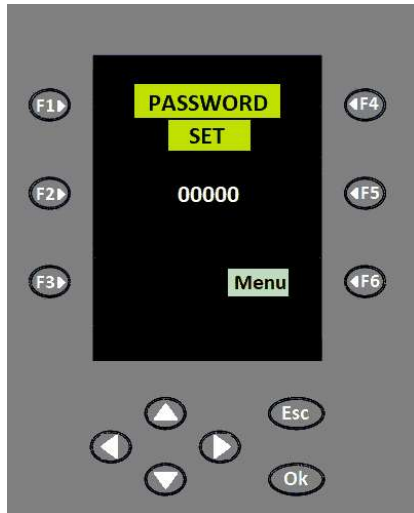 PASSWORD
SET
00000
Menu
F1
F2
F3
F4
F5
F6
Esc
Ok